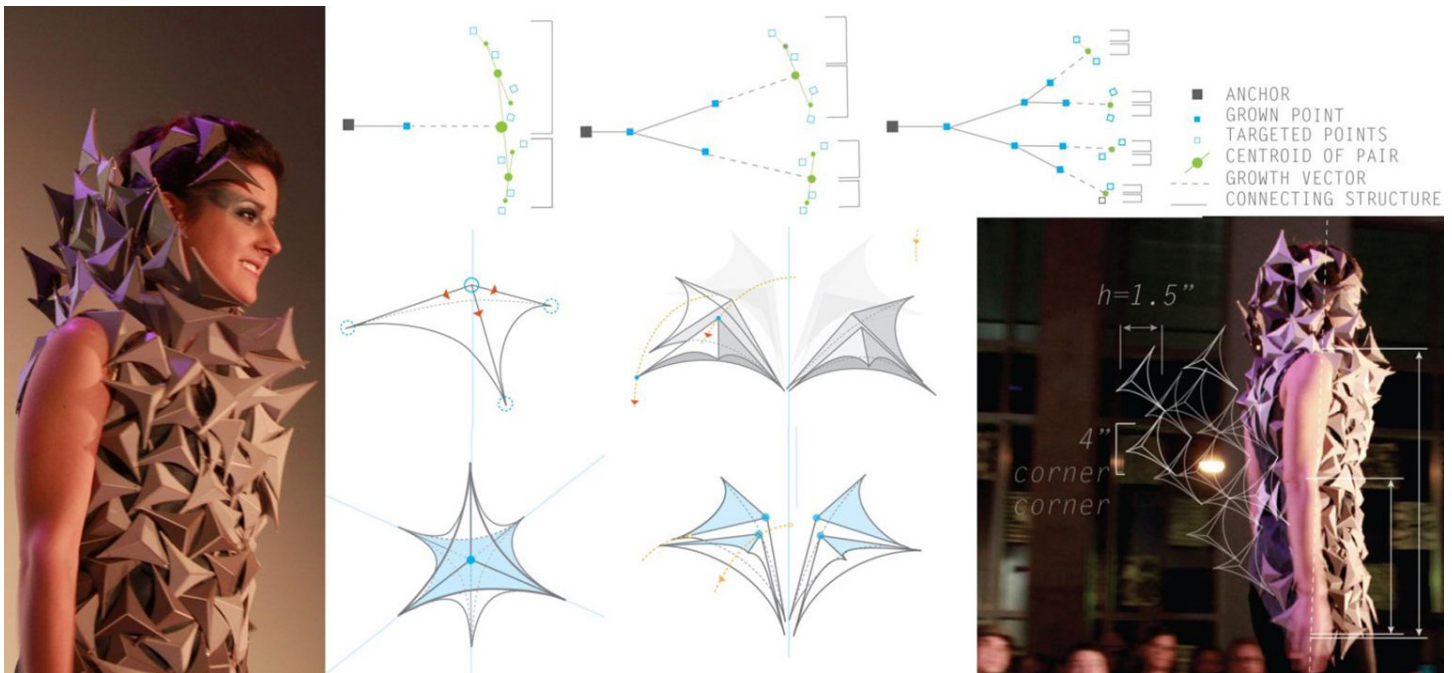 ANCHOR
GROWN POINT
TARGETED POINTS
CENTROID OF PAIR
GROWTH VECTOR
CONNECTING STRUCTURE
h=1.5”
4”
corner
corner